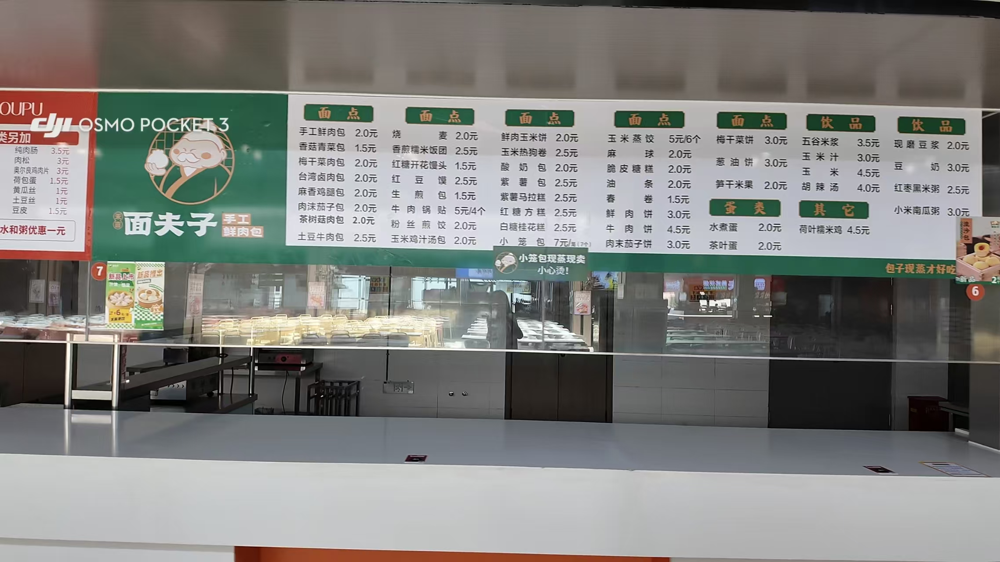 OUPU
类另加
纯肉肠 3.5元
肉松 3元
奥尔良鸡肉片 3元
荷包蛋 1.5元
黄瓜丝 1元
土豆丝 1元
豆皮 1.5元
水和粥优惠一元
dji OSMO POCKET 3
面夫子
手工
鲜肉包
面点
手工鲜肉包 2.0元
香菇青菜包 1.5元
梅干菜肉包 2.0元
台湾卤肉包 2.0元
麻香鸡腿包 2.0元
肉沫茄子包 2.0元
茶树菇肉包 2.0元
土豆牛肉包 2.5元
面点
烧麦 2.0元
香煎糯米饭团 2.5元
红糖开花馒头 1.5元
红豆馍 2.5元
生煎包 1.5元
牛肉锅贴 5元/4个
粉丝煎饺 2.0元
玉米鸡汁汤包 2.0元
面点
鲜肉玉米饼 2.0元
玉米热狗卷 2.5元
酸奶包 2.0元
紫薯包 2.5元
紫薯马拉糕 2.5元
红糖方糕 2.5元
白糖桂花糕 2.5元
小笼包 7元/笼(7个)
小笼包现蒸现卖
小心烫!
面点
玉米蒸饺 5元/6个
麻球 2.0元
脆皮糖糕 2.0元
油条 2.0元
春卷 1.5元
鲜肉饼 3.0元
牛肉饼 4.5元
肉末茄子饼 3.0元
面点
梅干菜饼 3.0元
葱油饼 3.0元
笋干米果 2.0元
蛋类
水煮蛋 2.0元
茶叶蛋 2.0元
饮品
五谷米浆 3.5元
玉米汁 3.0元
玉米 4.5元
胡辣汤 4.0元
其它
荷叶糯米鸡 4.5元
饮品
现磨豆浆 2.0元
豆奶 3.0元
红枣黑米粥 2.5元
小米南瓜粥 3.0元
包子现蒸才好吃
新品
6
7
新品上市
新品推出